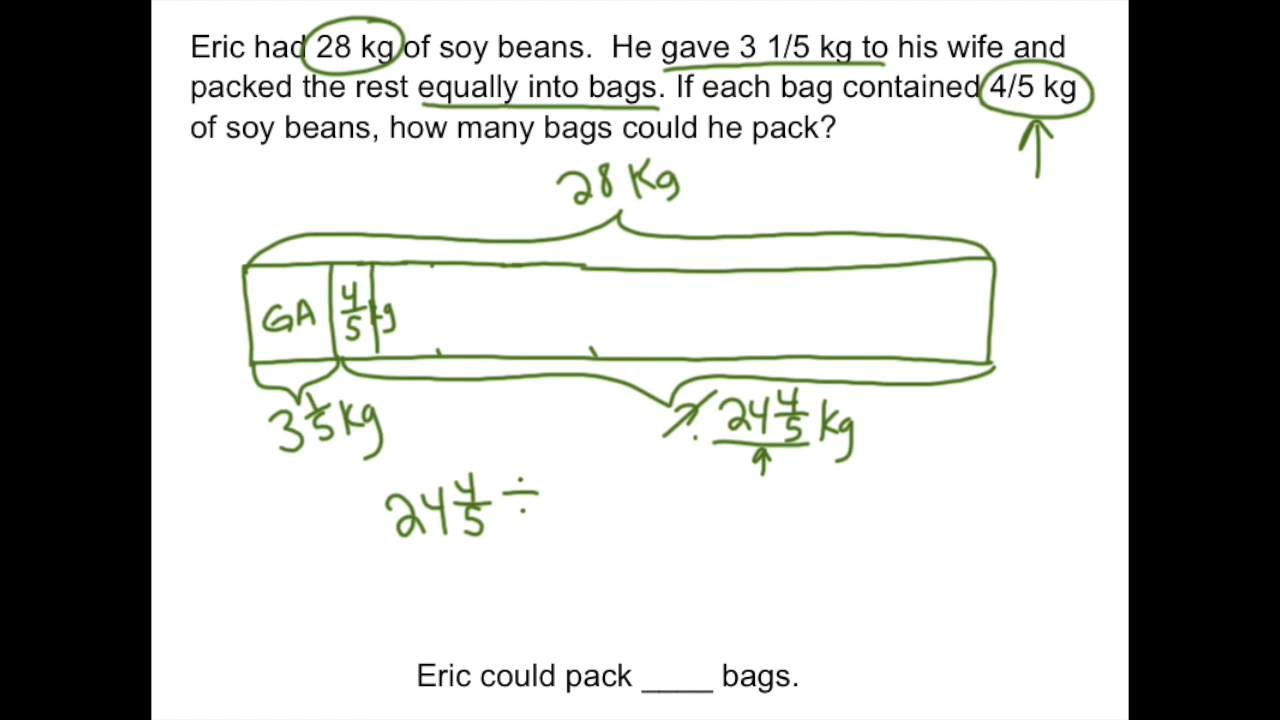 Eric had 28 kg of soy beans.  He gave 3 1/5 kg to his wife and
packed the rest equally into bags. If each bag contained 4/5 kg
of soy beans, how many bags could he pack?
28 Kg
GA 4/5 kg
3 1/5 kg ? 24 4/5 kg
24 4/5 ÷
Eric could pack ____ bags.